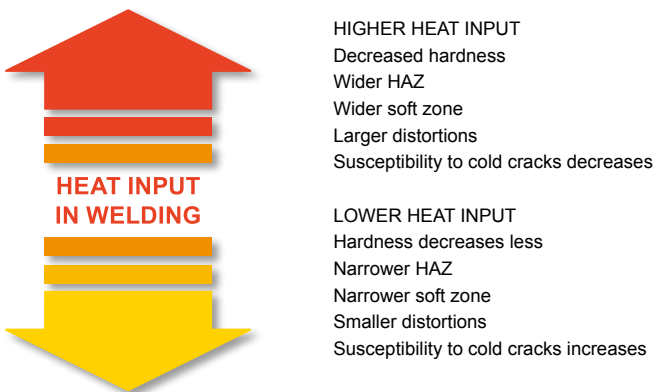 HEAT INPUT
IN WELDING
HIGHER HEAT INPUT
Decreased hardness
Wider HAZ
Wider soft zone
Larger distortions
Susceptibility to cold cracks decreases
LOWER HEAT INPUT
Hardness decreases less
Narrower HAZ
Narrower soft zone
Smaller distortions
Susceptibility to cold cracks increases